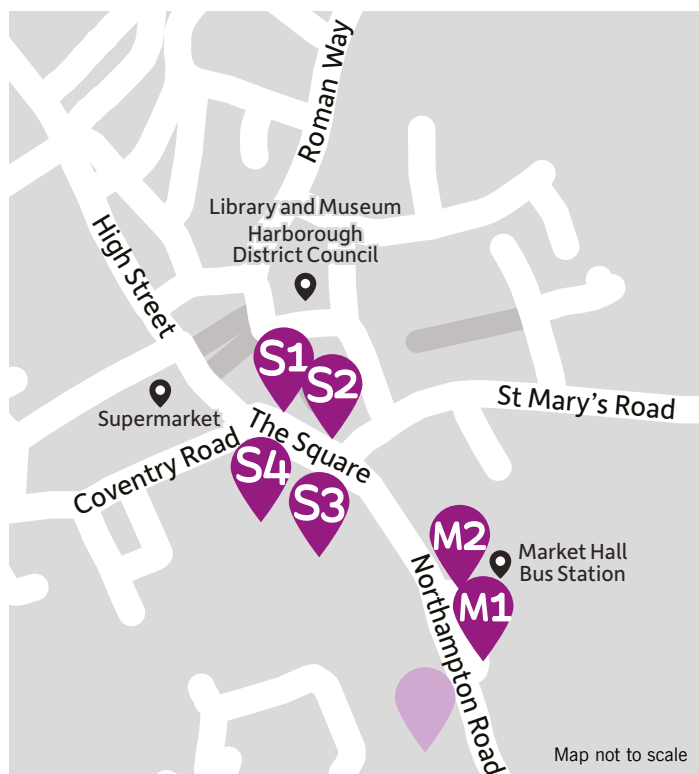 Roman Way
Library and Museum
Harborough
District Council
High Street
S1
S2
Supermarket
St Mary's Road
The Square
Coventry Road
S4
S3
M2
Market Hall
Bus Station
M1
Northampton Road
Map not to scale